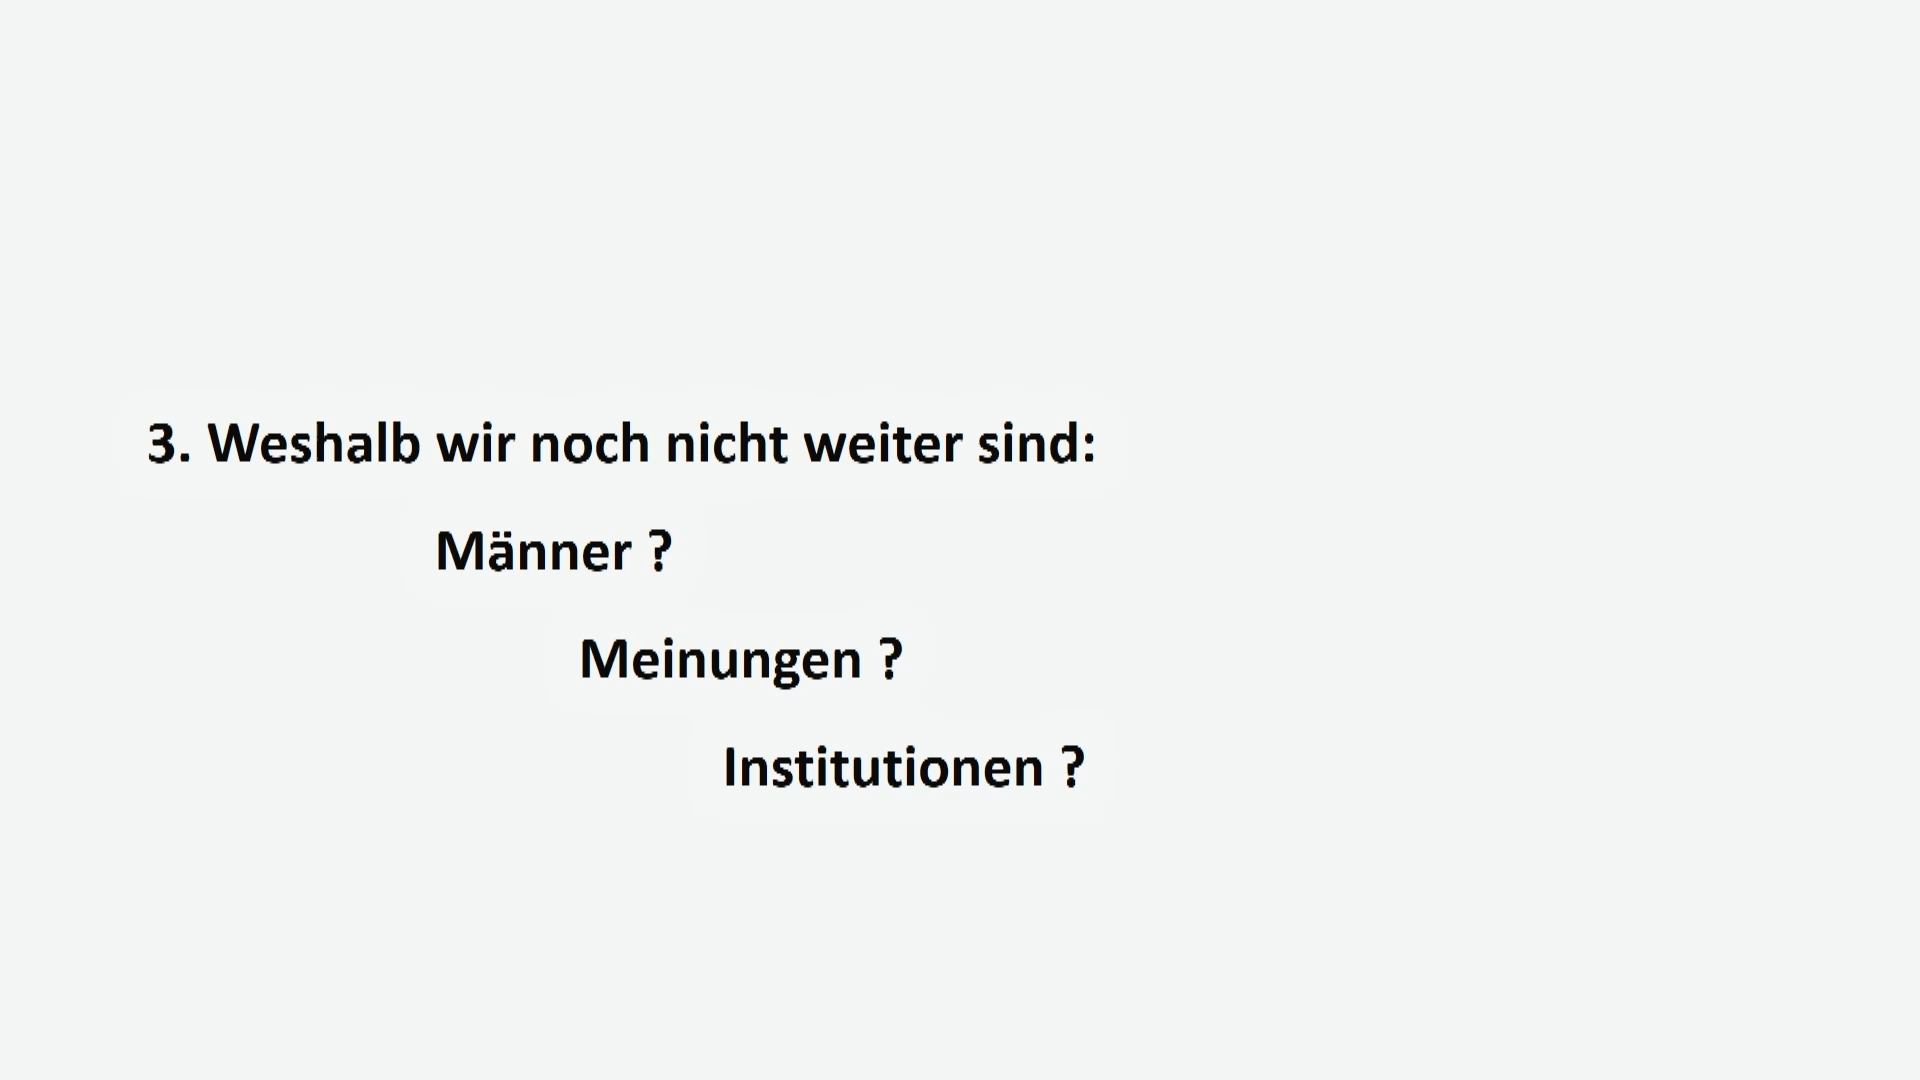 3. Weshalb wir noch nicht weiter sind:
Männer ?
Meinungen ?
Institutionen ?